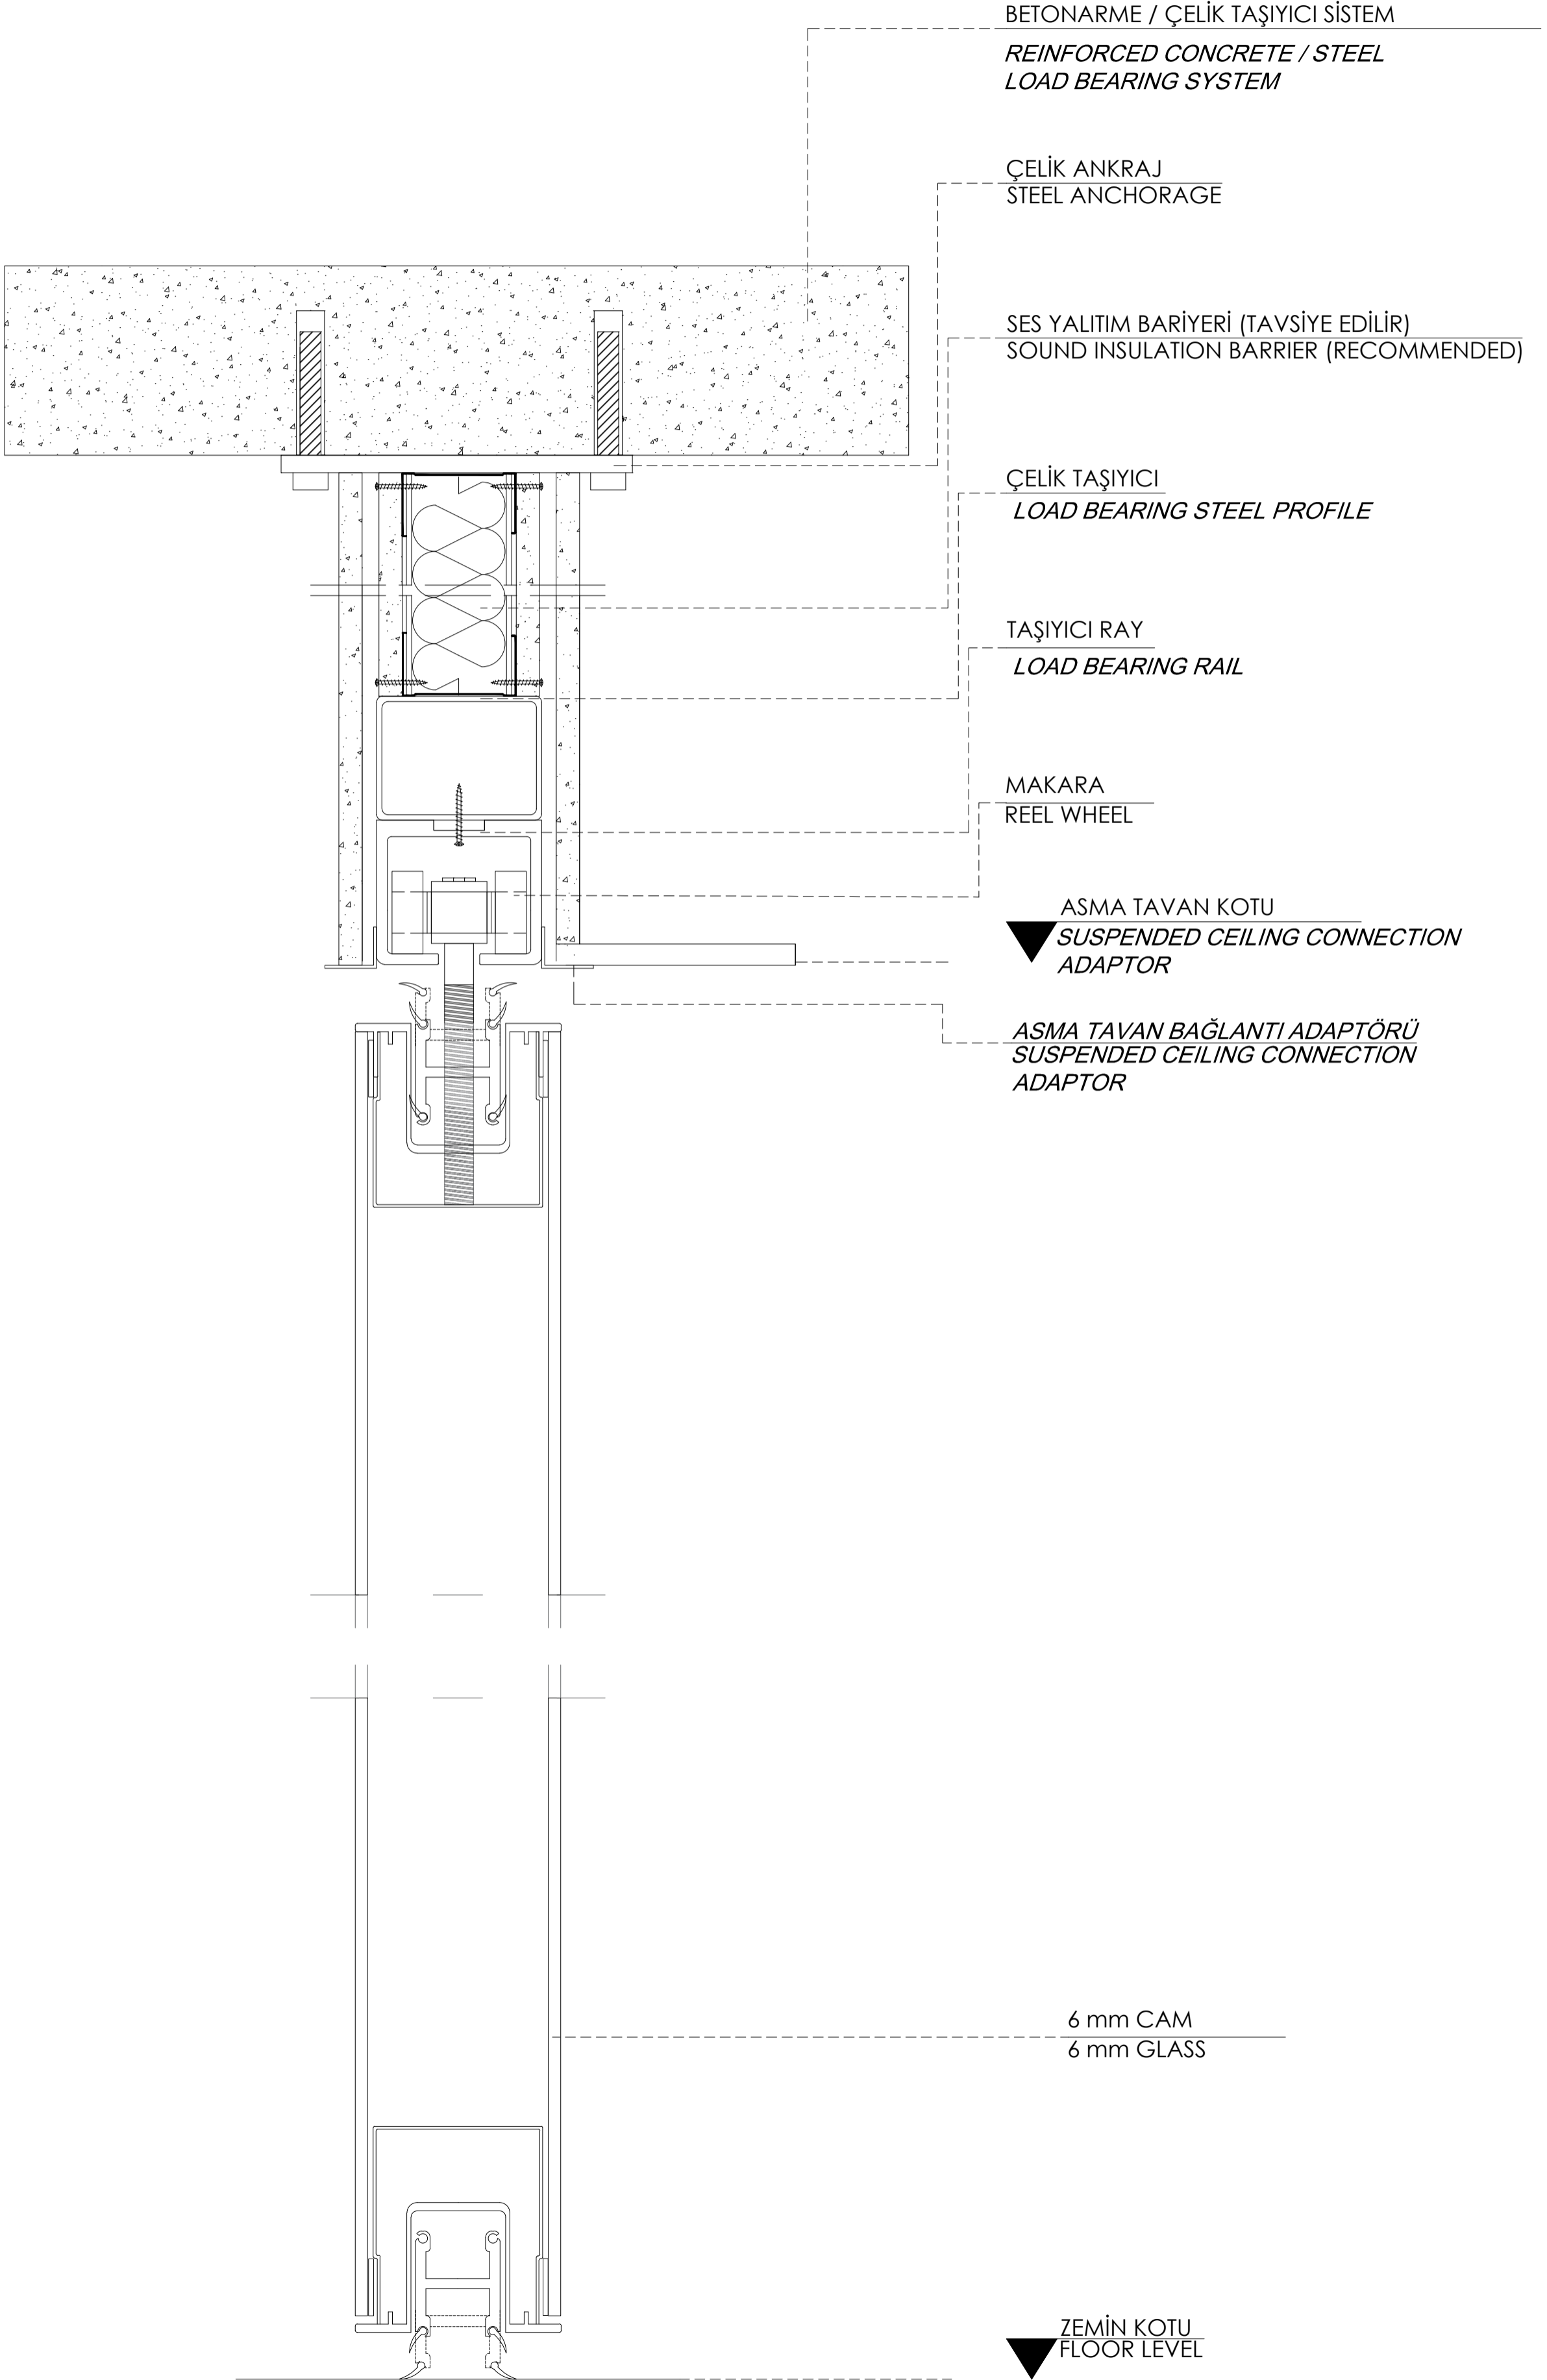 BETONARME / ÇELİK TAŞIYICI SİSTEM
REINFORCED CONCRETE / STEEL
LOAD BEARING SYSTEM
ÇELİK ANKRAJ
STEEL ANCHORAGE
SES YALITIM BARİYERİ (TAVSİYE EDİLİR)
SOUND INSULATION BARRIER (RECOMMENDED)
ÇELİK TAŞIYICI
LOAD BEARING STEEL PROFILE
TAŞIYICI RAY
LOAD BEARING RAIL
MAKARA
REEL WHEEL
ASMA TAVAN KOTU
SUSPENDED CEILING CONNECTION
ADAPTOR
ASMA TAVAN BAĞLANTI ADAPTÖRÜ
SUSPENDED CEILING CONNECTION
ADAPTOR
6 mm CAM
6 mm GLASS
ZEMİN KOTU
FLOOR LEVEL